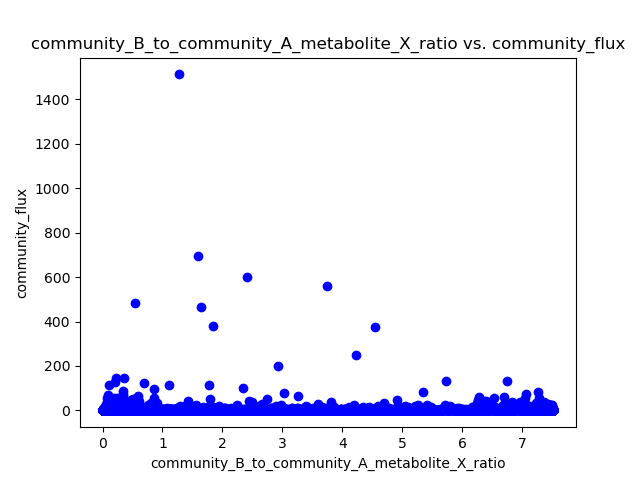 community_B_to_community_A_metabolite_X_ratio vs. community_flux
1400
1200
1000
800
600
400
200
0
community_flux
0 1 2 3 4 5 6 7
community_B_to_community_A_metabolite_X_ratio